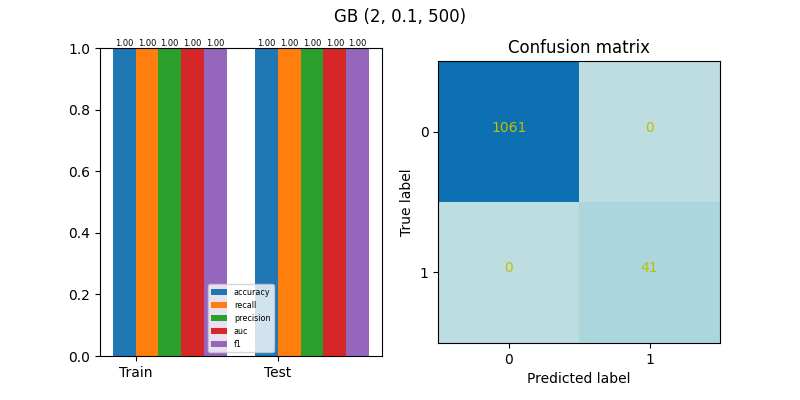 GB (2, 0.1, 500)
1.00 1.00 1.00 1.00 1.00 1.00 1.00 1.00 1.00 1.00
1.0
0.8
0.6
0.4
0.2
0.0
Train Test
accuracy
recall
precision
auc
f1
Confusion matrix
True label
0
1
1061 0
0 41
0 1
Predicted label